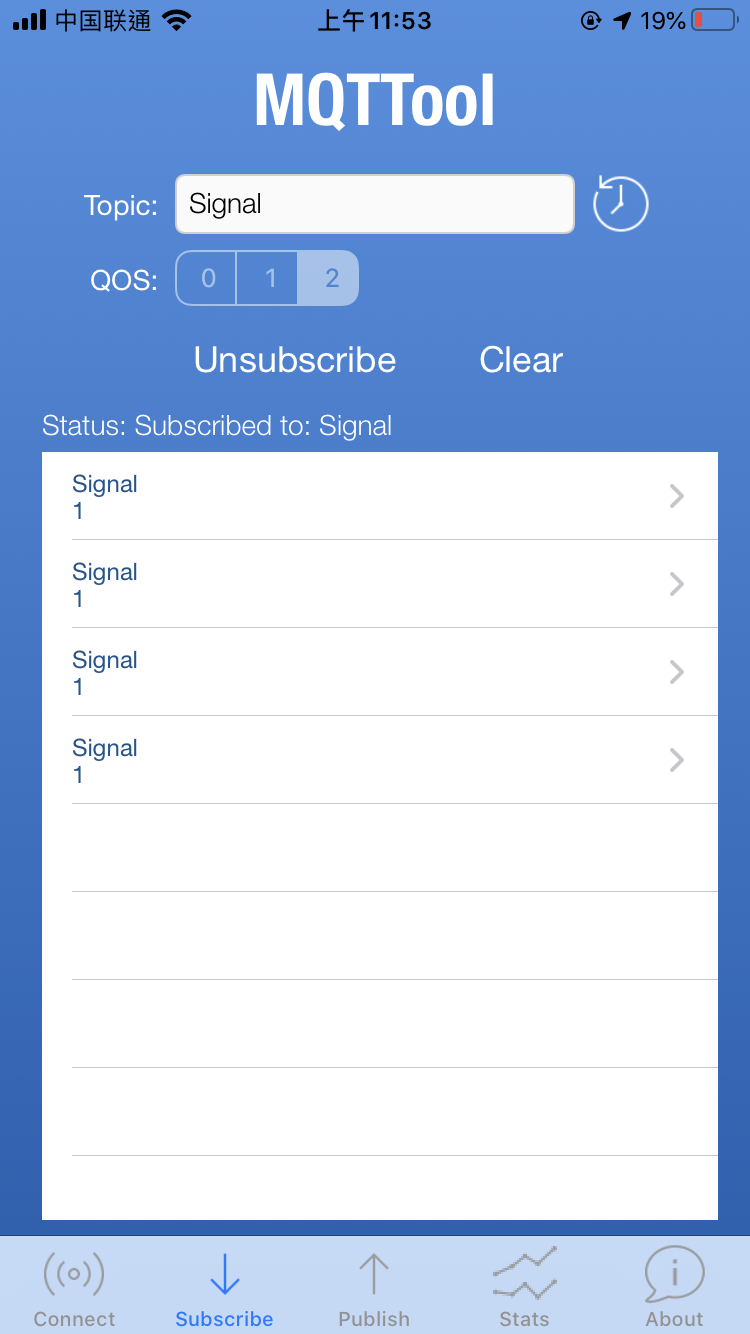 中国联通 上午11:53 19%
MQTTool
Topic: Signal
QOS: 0 1 2
Unsubscribe Clear
Status: Subscribed to: Signal
Signal
1
Signal
1
Signal
1
Signal
1
Connect Subscribe Publish Stats About